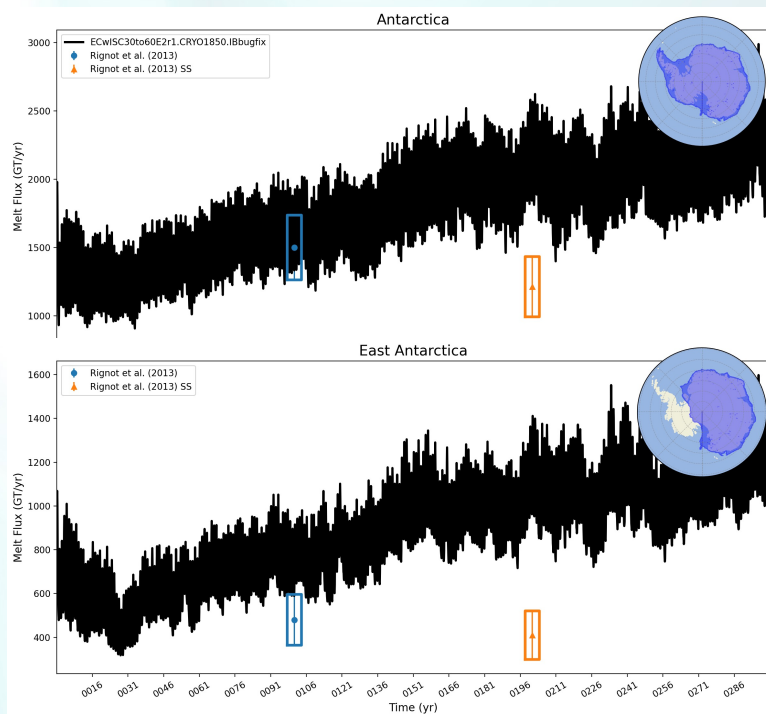 Antarctica
ECwISC30to60E2r1.CRYO1850.IBbugfix
Rignot et al. (2013)
Rignot et al. (2013) SS
3000
2500
2000
1500
1000
Melt Flux (GT/yr)
East Antarctica
Rignot et al. (2013)
Rignot et al. (2013) SS
1600
1400
1200
1000
800
600
400
Melt Flux (GT/yr)
0016 0031 0046 0061 0076 0091 0106 0121 0136 0151 0166 0181 0196 0211 0226 0241 0256 0271 0286
Time (yr)